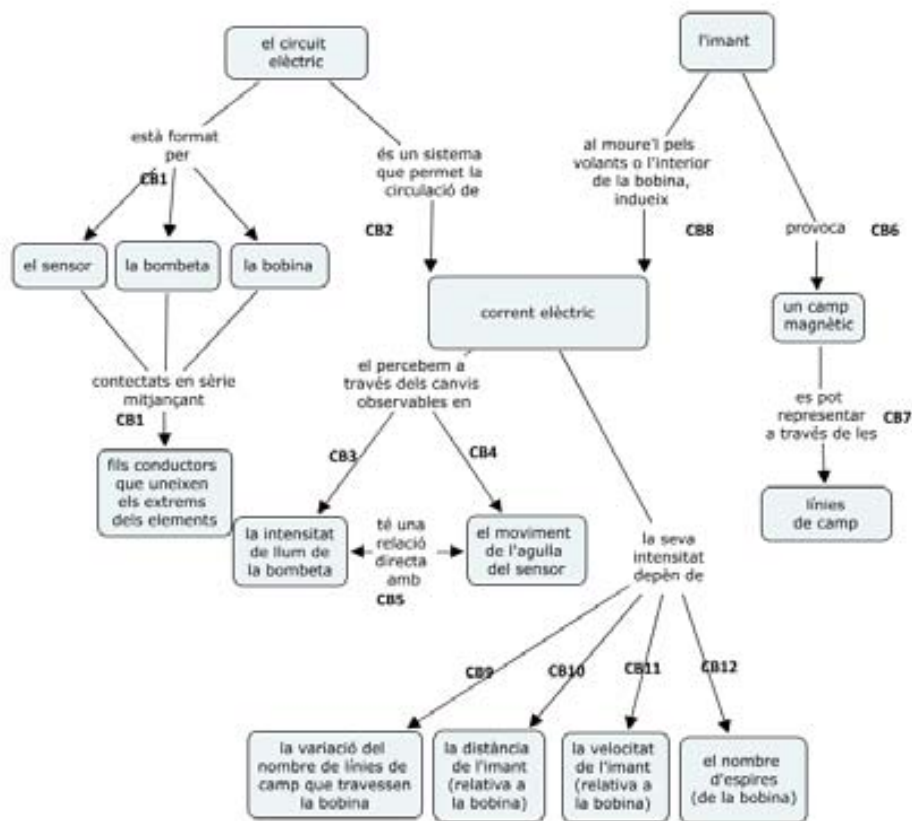 el circuit
elèctric
l'imant
està format
per
CB1
és un sistema
que permet la
circulació de
CB2
al moure'l pels
volants o l'interior
de la bobina,
indueix
CB8
provoca
CB6
el sensor
la bombeta
la bobina
corrent elèctric
un camp
magnètic
contectats en sèrie
mitjançant
CB1
el percebem a
través dels canvis
observables en
CB3
CB4
es pot
representar
a través de les
CB7
fils conductors
que uneixen
els extrems
dels elements
línies
de camp
la intensitat
de llum de
la bombeta
té una
relació
directa
amb
CB5
el moviment
de l'agulla
del sensor
la seva
intensitat
depèn de
CB9
CB10
CB11
CB12
la variació del
nombre de línies de
camp que travessen
la bobina
la distància
de l'imant
(relativa a
la bobina)
la velocitat
de l'imant
(relativa a
la bobina)
el nombre
d'espires
(de la bobina)